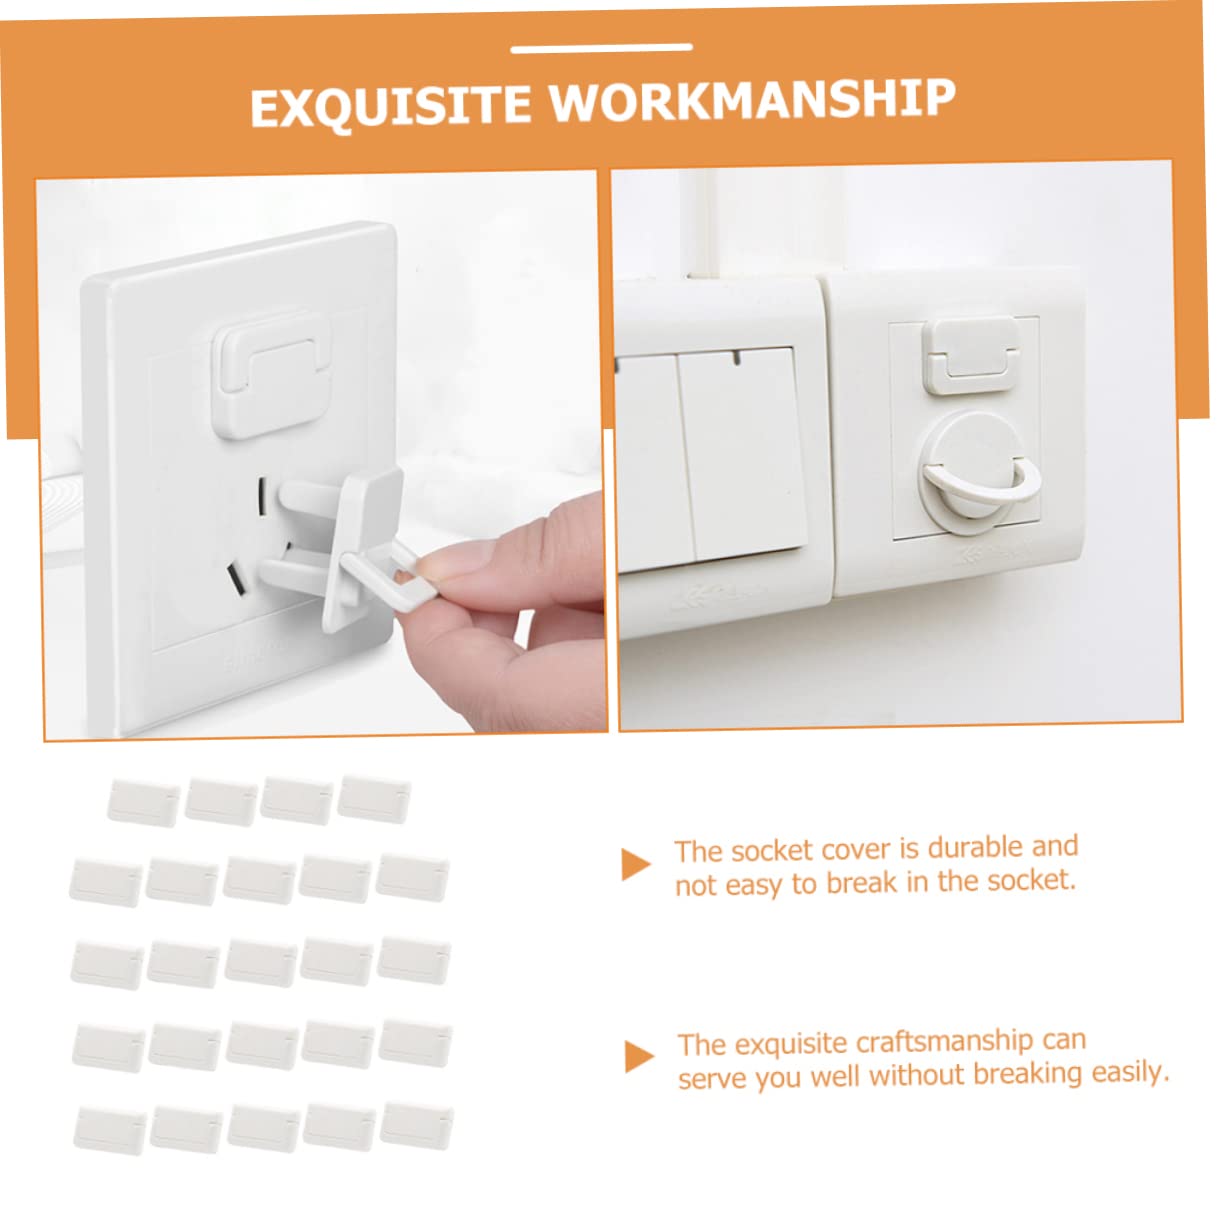 EXQUISITE WORKMANSHIP
The socket cover is durable and
not easy to break in the socket.
The exquisite craftsmanship can
serve you well without breaking easily.